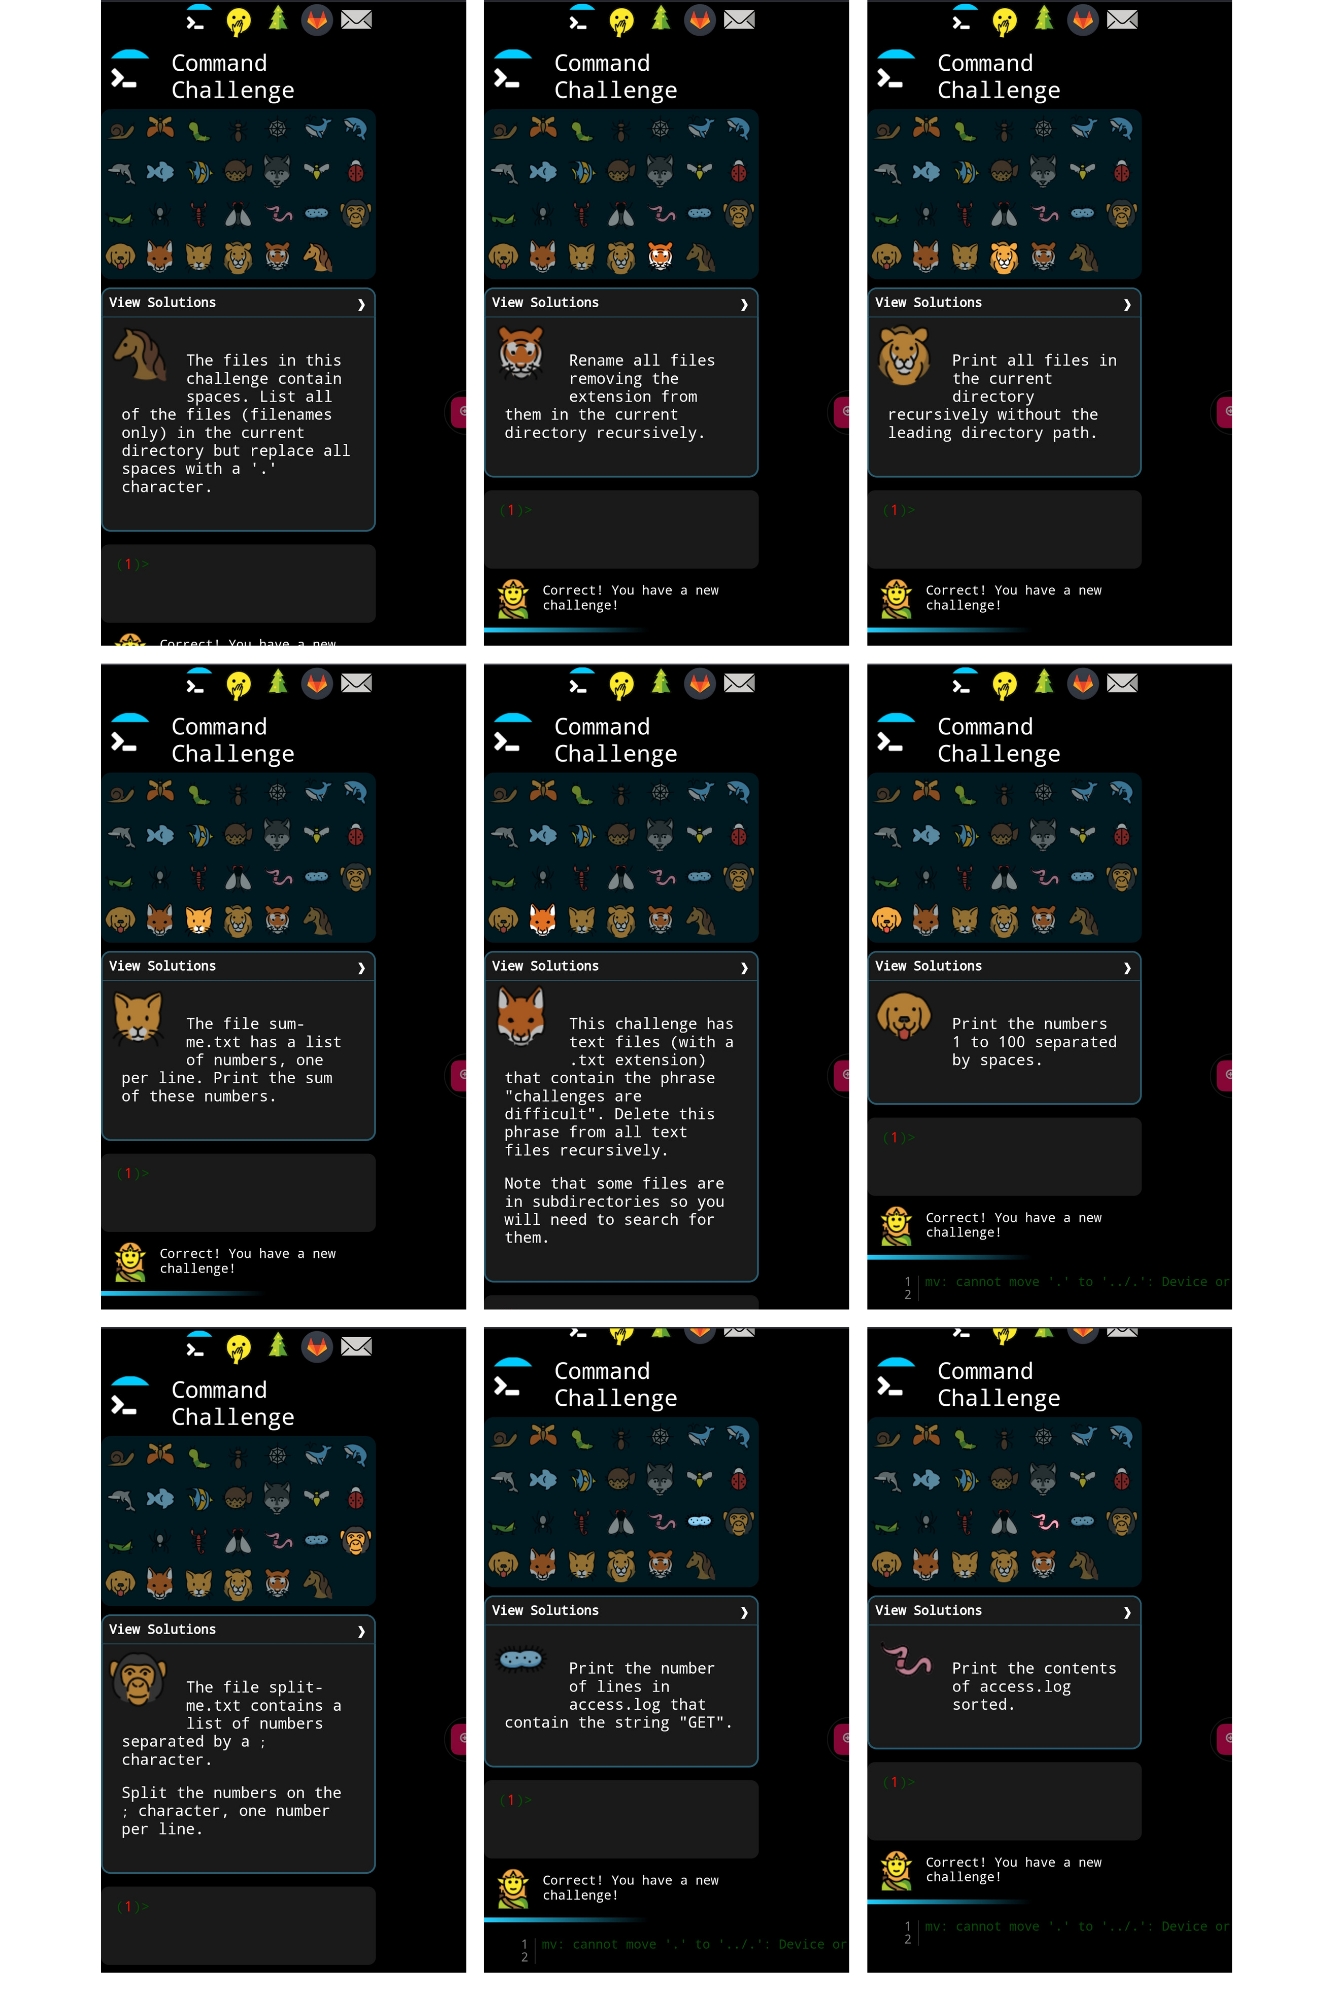 Command
Challenge
View Solutions ❯
The files in this
challenge contain
spaces. List all
of the files (filenames
only) in the current
directory but replace all
spaces with a '.'
character.
(1)>
Correct! You have a new
Command
Challenge
View Solutions ❯
Rename all files
removing the
extension from
them in the current
directory recursively.
(1)>
Correct! You have a new
challenge!
Command
Challenge
View Solutions ❯
Print all files in
the current
directory
recursively without the
leading directory path.
(1)>
Correct! You have a new
challenge!
Command
Challenge
View Solutions ❯
The file sum-
me.txt has a list
of numbers, one
per line. Print the sum
of these numbers.
(1)>
Correct! You have a new
challenge!
Command
Challenge
View Solutions ❯
This challenge has
text files (with a
.txt extension)
that contain the phrase
"challenges are
difficult". Delete this
phrase from all text
files recursively.
Note that some files are
in subdirectories so you
will need to search for
them.
Command
Challenge
View Solutions ❯
Print the numbers
1 to 100 separated
by spaces.
(1)>
Correct! You have a new
challenge!
1 mv: cannot move '.' to '../.': Device or
2
Command
Challenge
View Solutions ❯
The file split-
me.txt contains a
list of numbers
separated by a ;
character.
Split the numbers on the
; character, one number
per line.
(1)>
Command
Challenge
View Solutions ❯
Print the number
of lines in
access.log that
contain the string "GET".
(1)>
Correct! You have a new
challenge!
1 mv: cannot move '.' to '../.': Device or
2
Command
Challenge
View Solutions ❯
Print the contents
of access.log
sorted.
(1)>
Correct! You have a new
challenge!
1 mv: cannot move '.' to '../.': Device or
2